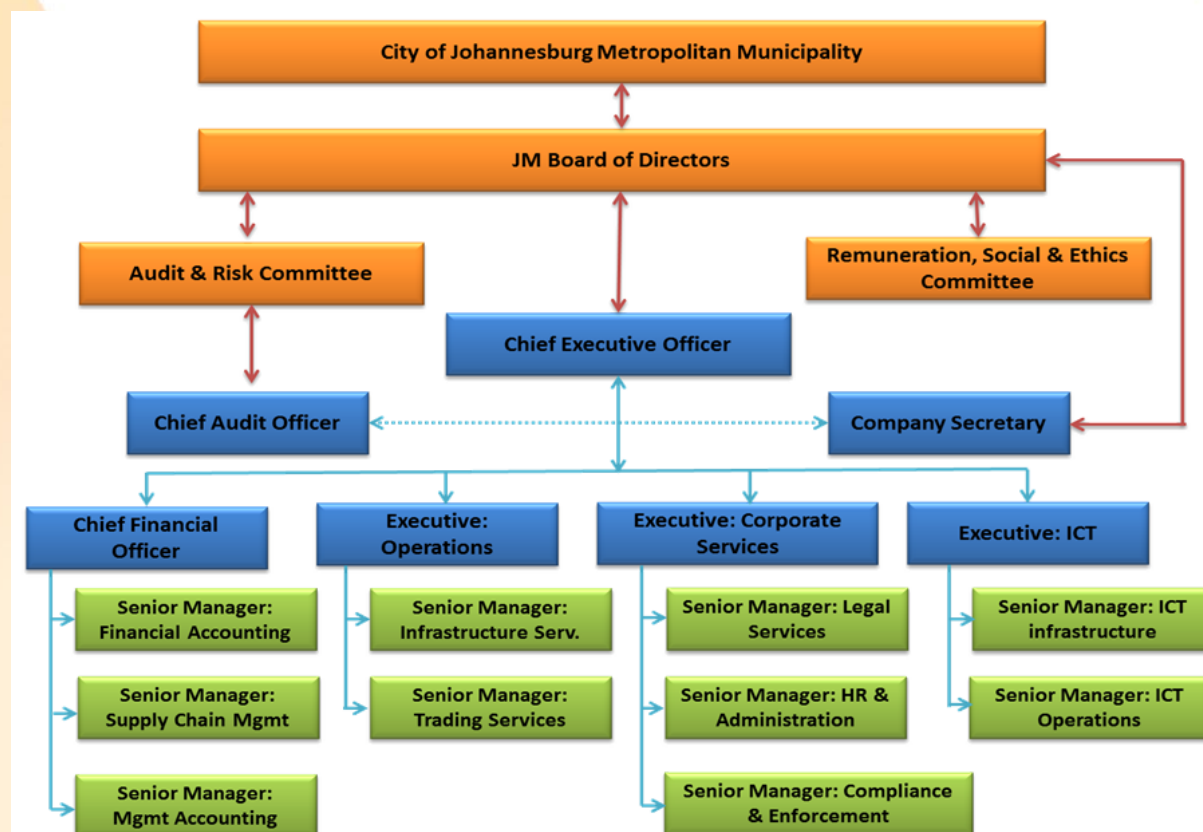 City of Johannesburg Metropolitan Municipality
JM Board of Directors
Audit & Risk Committee
Remuneration, Social & Ethics
Committee
Chief Executive Officer
Chief Audit Officer
Company Secretary
Chief Financial
Officer
Executive:
Operations
Executive: Corporate
Services
Executive: ICT
Senior Manager:
Financial Accounting
Senior Manager:
Infrastructure Serv.
Senior Manager: Legal
Services
Senior Manager: ICT
infrastructure
Senior Manager:
Supply Chain Mgmt
Senior Manager:
Trading Services
Senior Manager: HR &
Administration
Senior Manager: ICT
Operations
Senior Manager:
Mgmt Accounting
Senior Manager: Compliance
& Enforcement